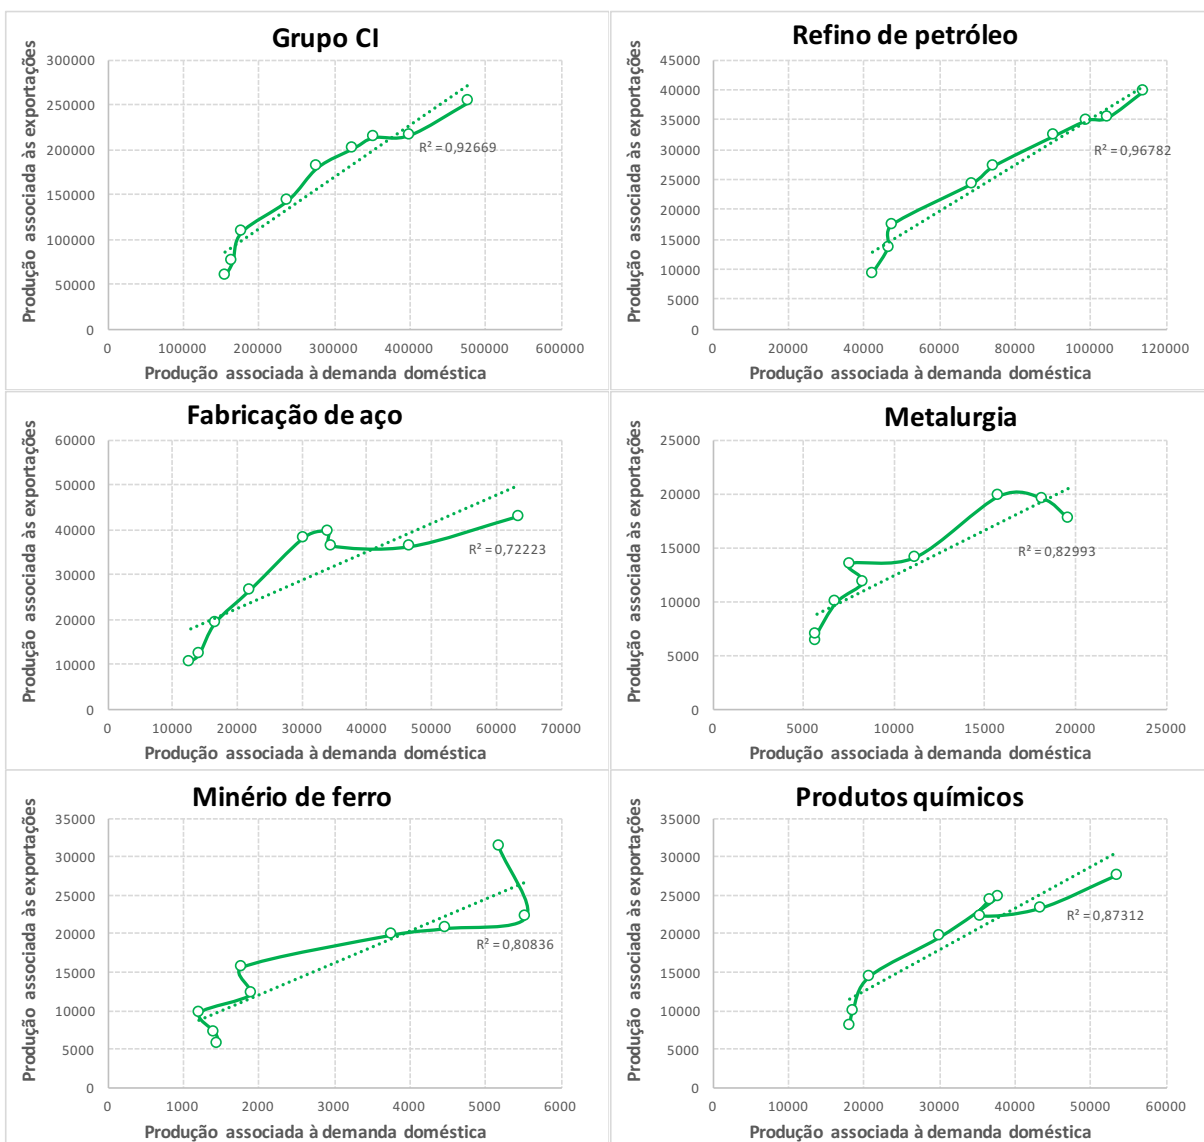 Grupo CI
Produção associada às exportações
300000
250000
200000
150000
100000
50000
0
R² = 0,92669
0 100000 200000 300000 400000 500000 600000
Produção associada à demanda doméstica
Refino de petróleo
Produção associada às exportações
45000
40000
35000
30000
25000
20000
15000
10000
5000
0
R² = 0,96782
0 20000 40000 60000 80000 100000 120000
Produção associada à demanda doméstica
Fabricação de aço
Produção associada às exportações
60000
50000
40000
30000
20000
10000
0
R² = 0,72223
0 10000 20000 30000 40000 50000 60000 70000
Produção associada à demanda doméstica
Metalurgia
Produção associada às exportações
25000
20000
15000
10000
5000
0
R² = 0,82993
0 5000 10000 15000 20000 25000
Produção associada à demanda doméstica
Minério de ferro
Produção associada às exportações
35000
30000
25000
20000
15000
10000
5000
0
R² = 0,80836
0 1000 2000 3000 4000 5000 6000
Produção associada à demanda doméstica
Produtos químicos
Produção associada às exportações
35000
30000
25000
20000
15000
10000
5000
0
R² = 0,87312
0 10000 20000 30000 40000 50000 60000
Produção associada à demanda doméstica